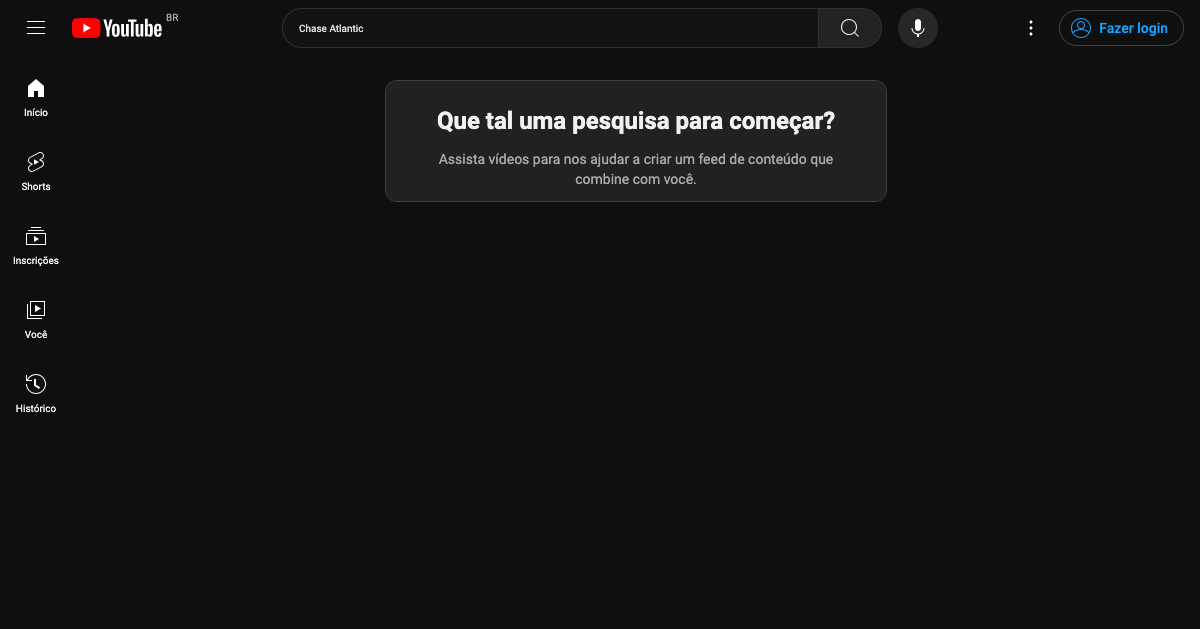 YouTube BR
Chase Atlantic
Fazer login
Início
Shorts
Inscrições
Você
Histórico
Que tal uma pesquisa para começar?
Assista vídeos para nos ajudar a criar um feed de conteúdo que
combine com você.